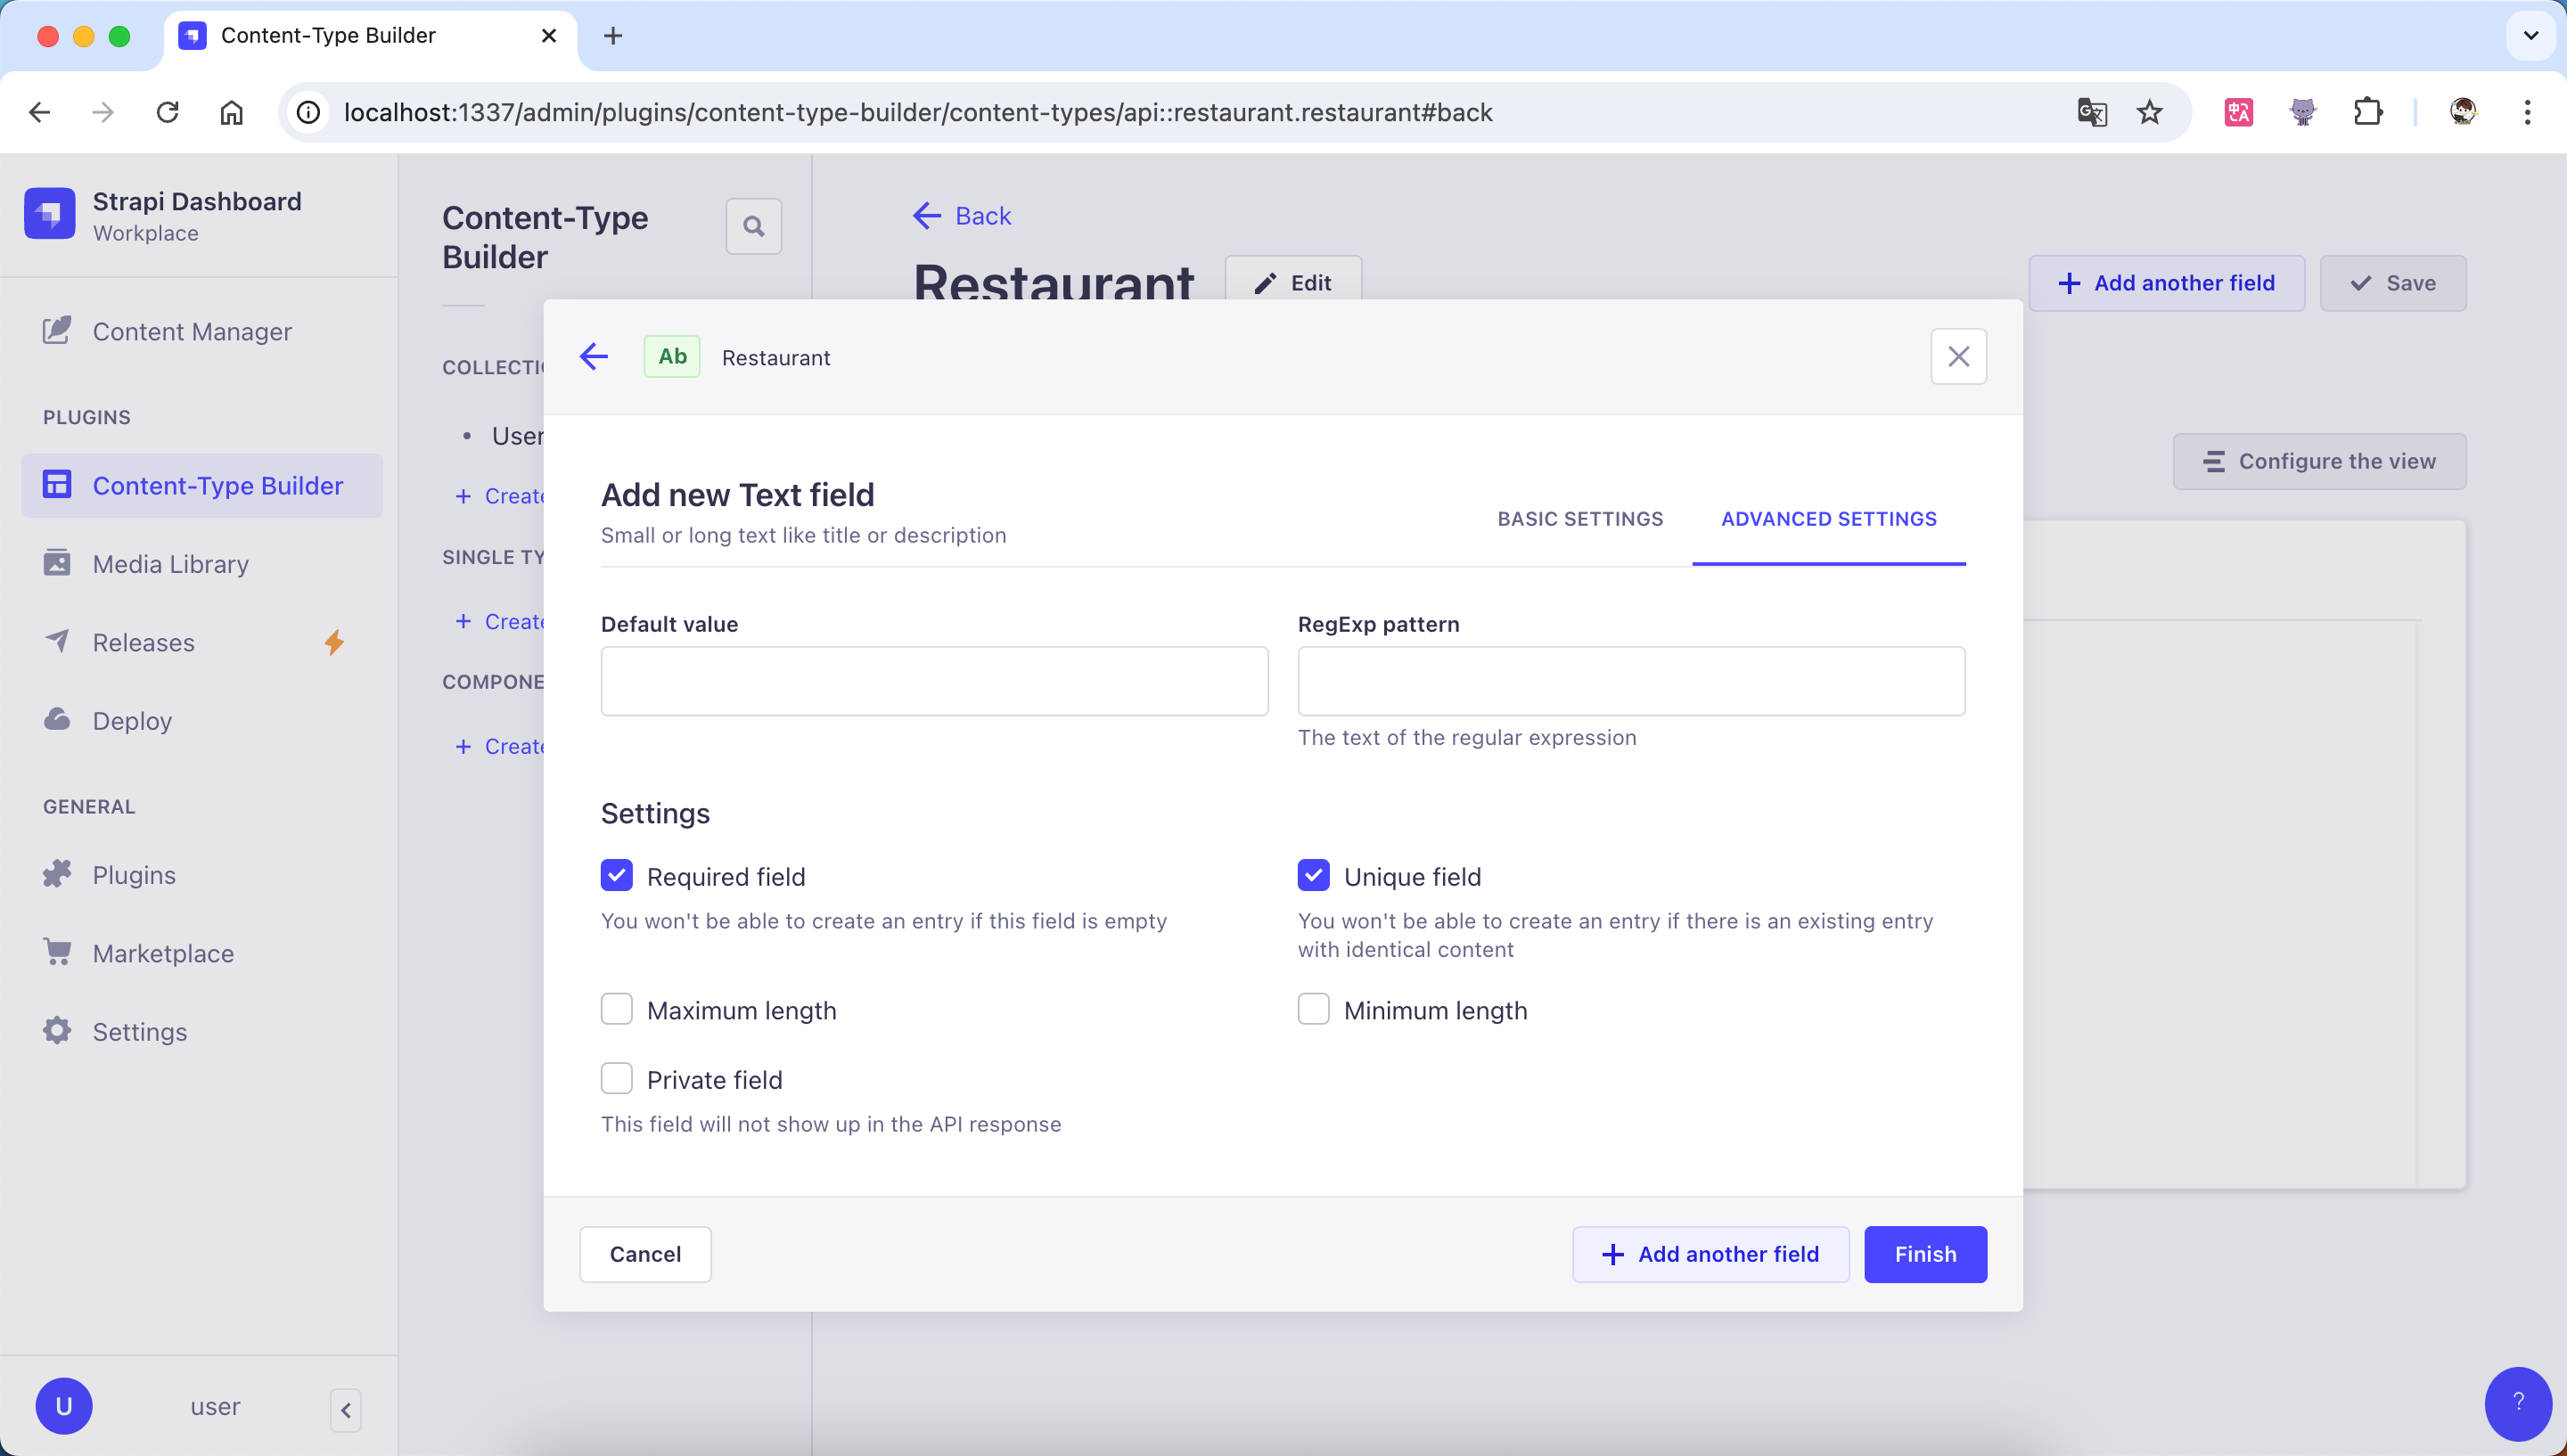 Content-Type Builder
localhost:1337/admin/plugins/content-type-builder/content-types/api::restaurant.restaurant#back
Strapi Dashboard
Workplace
Content Manager
PLUGINS
Content-Type Builder
Media Library
Releases
Deploy
GENERAL
Plugins
Marketplace
Settings
U
user
Content-Type
Builder
COLLECTIO
User
Create
SINGLE TY
Create
COMPONE
Create
Back
Restaurant
Edit
Add another field
Save
Configure the view
Ab
Restaurant
Add new Text field
Small or long text like title or description
BASIC SETTINGS
ADVANCED SETTINGS
Default value
RegExp pattern
The text of the regular expression
Settings
Required field
You won't be able to create an entry if this field is empty
Unique field
You won't be able to create an entry if there is an existing entry
with identical content
Maximum length
Minimum length
Private field
This field will not show up in the API response
Cancel
Add another field
Finish
?